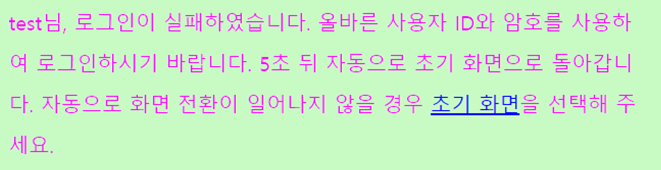 test님, 로그인이 실패하였습니다. 올바른 사용자 ID와 암호를 사용하
여 로그인하시기 바랍니다. 5초 뒤 자동으로 초기 화면으로 돌아갑니
다. 자동으로 화면 전환이 일어나지 않을 경우 초기 화면을 선택해 주
세요.